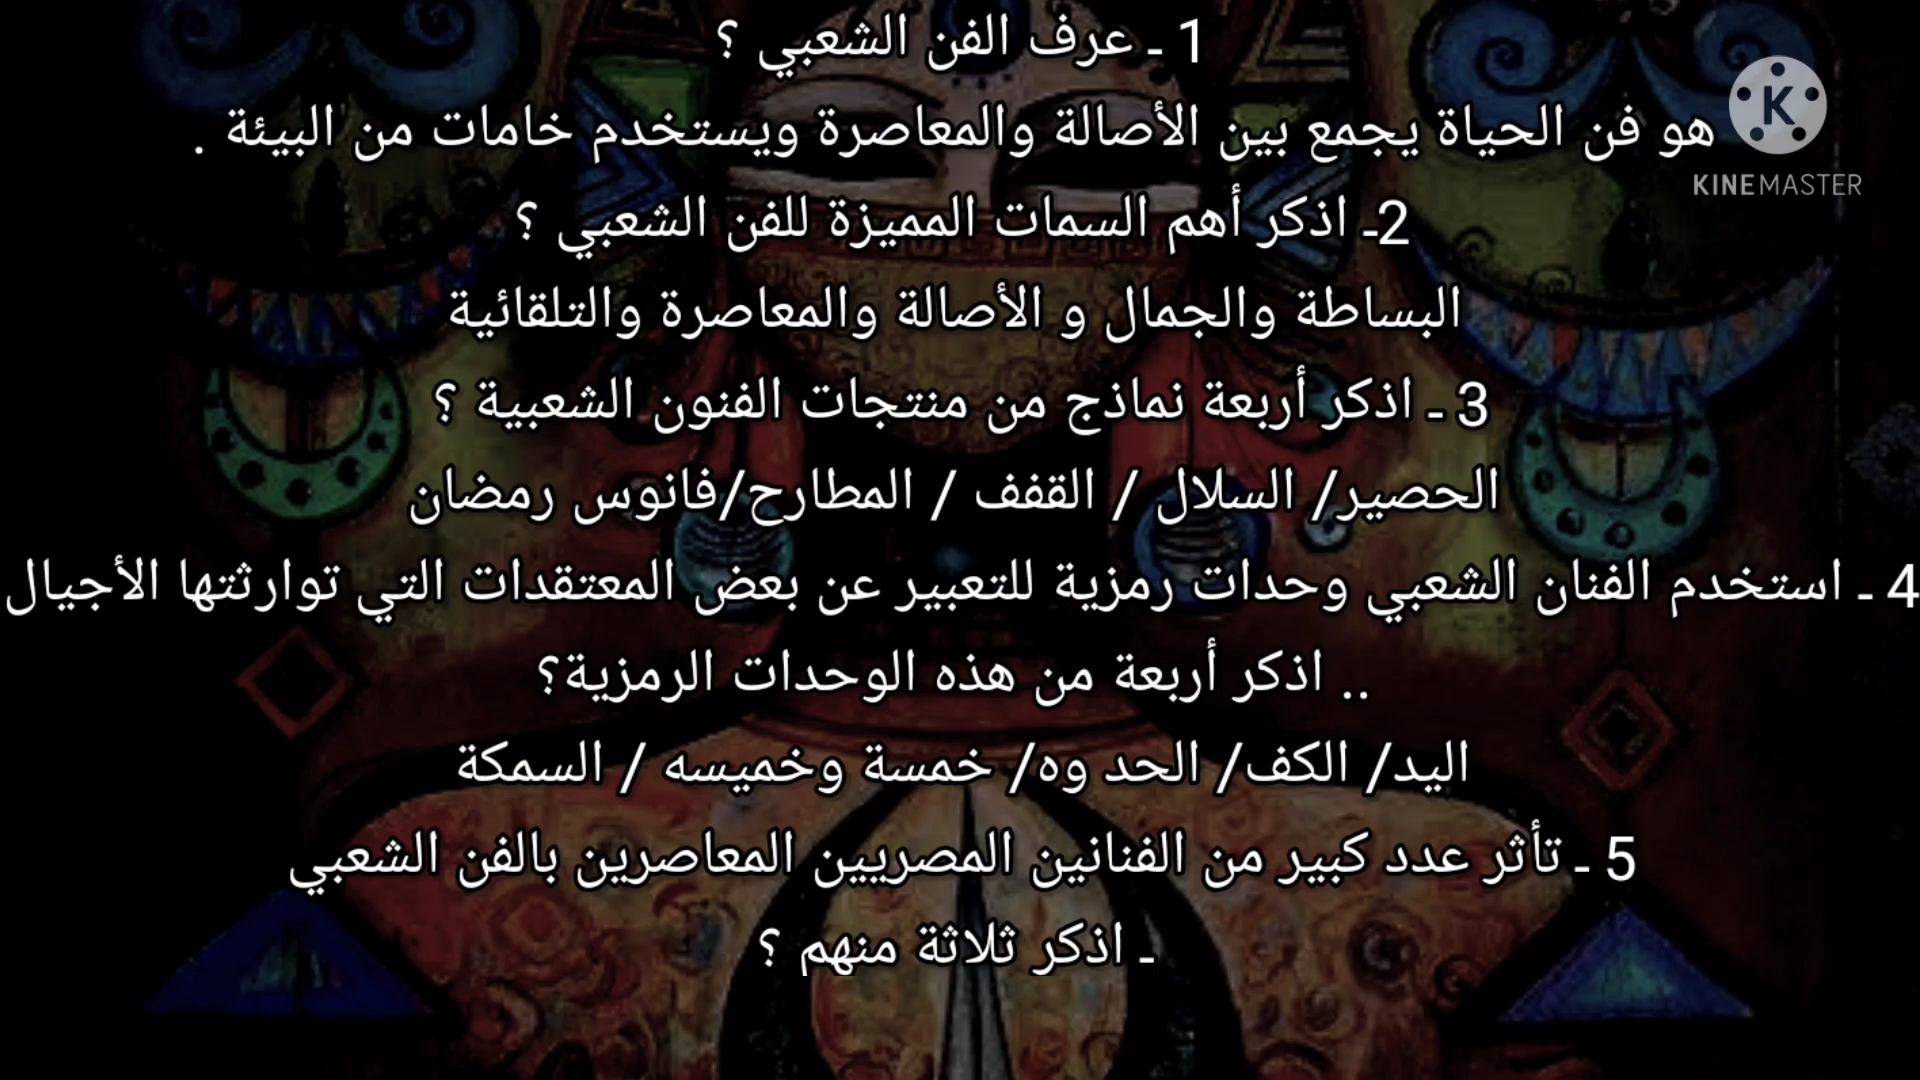 1 ـ عرف الفن الشعبي ؟
هو فن الحياة يجمع بين الأصالة والمعاصرة ويستخدم خامات من البيئة .
KINEMASTER
2ـ اذكر أهم السمات المميزة للفن الشعبي ؟
البساطة والجمال و الأصالة والمعاصرة والتلقائية
3 ـ اذكر أربعة نماذج من منتجات الفنون الشعبية ؟
الحصير/ السلال / القفف / المطارح/فانوس رمضان
4 ـ استخدم الفنان الشعبي وحدات رمزية للتعبير عن بعض المعتقدات التي توارثتها الأجيال
.. اذكر أربعة من هذه الوحدات الرمزية؟
اليد/ الكف/ الحد وه/ خمسة وخميسه / السمكة
5 ـ تأثر عدد كبير من الفنانين المصريين المعاصرين بالفن الشعبي
ـ اذكر ثلاثة منهم ؟